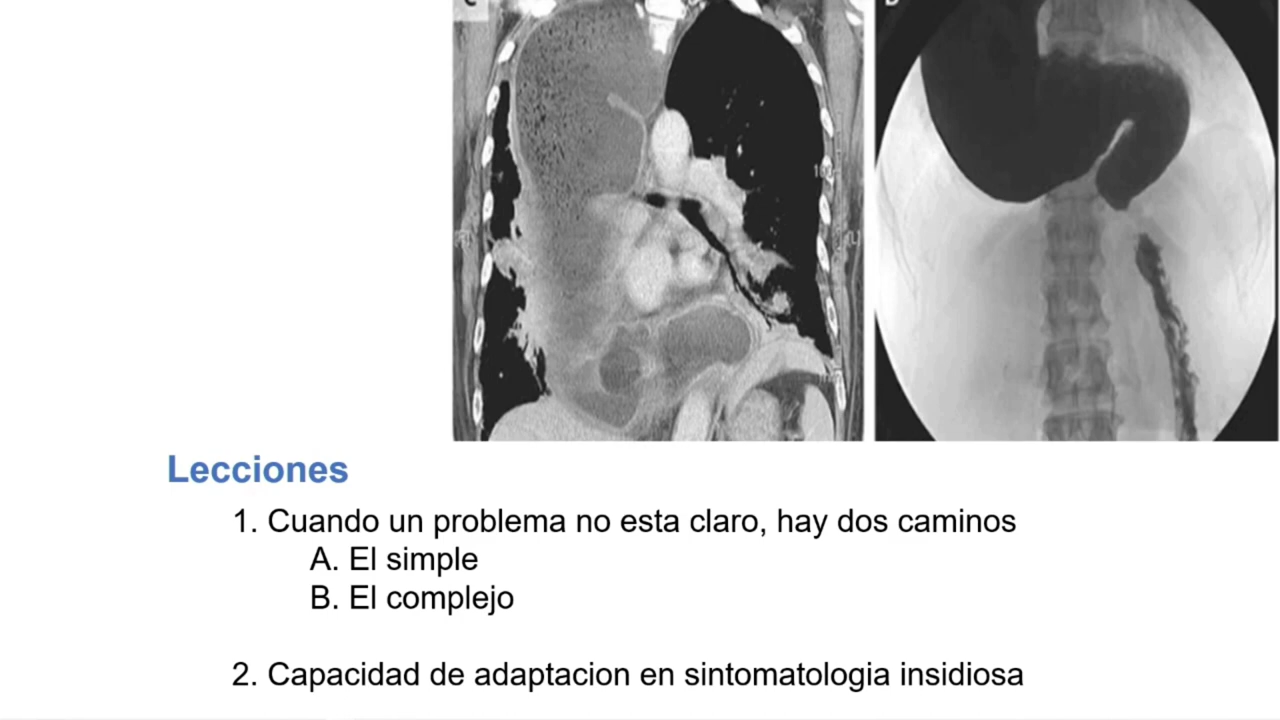 Lecciones
1. Cuando un problema no esta claro, hay dos caminos
A. El simple
B. El complejo
2. Capacidad de adaptacion en sintomatologia insidiosa